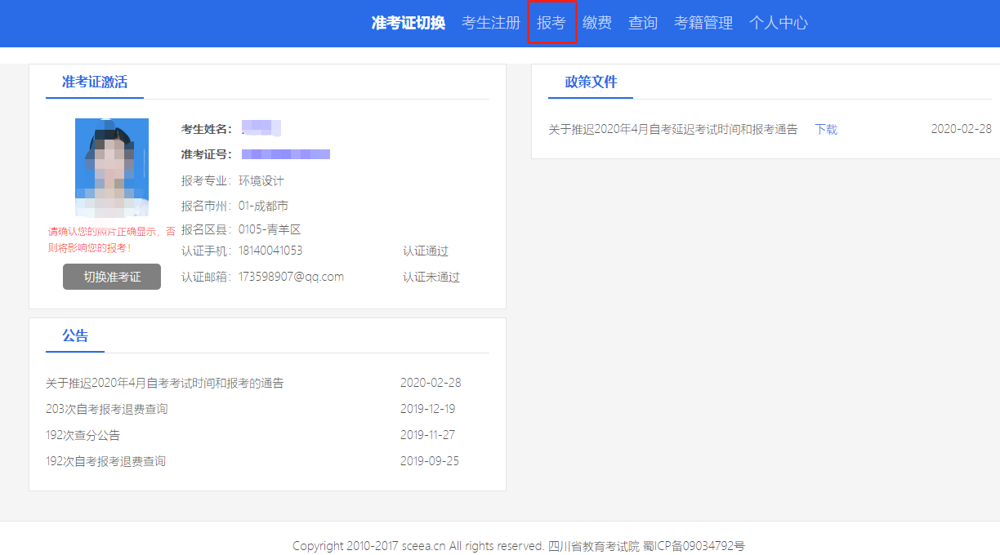 准考证切换 考生注册 报考 缴费 查询 考籍管理 个人中心
准考证激活
考生姓名：
准考证号：
报考专业：环境设计
报名市州：01-成都市
请确认您的照片正确显示，否
则将影响您的报考！
报名区县：0105-青羊区
认证手机：18140041053 认证通过
切换准考证
认证邮箱：173598907@qq.com 认证未通过
政策文件
关于推迟2020年4月自考延迟考试时间和报考通告 下载 2020-02-28
公告
关于推迟2020年4月自考考试时间和报考的通告 2020-02-28
203次自考报考退费查询 2019-12-19
192次查分公告 2019-11-27
192次自考报考退费查询 2019-09-25
Copyright 2010-2017 sceea.cn All rights reserved. 四川省教育考试院 蜀ICP备09034792号